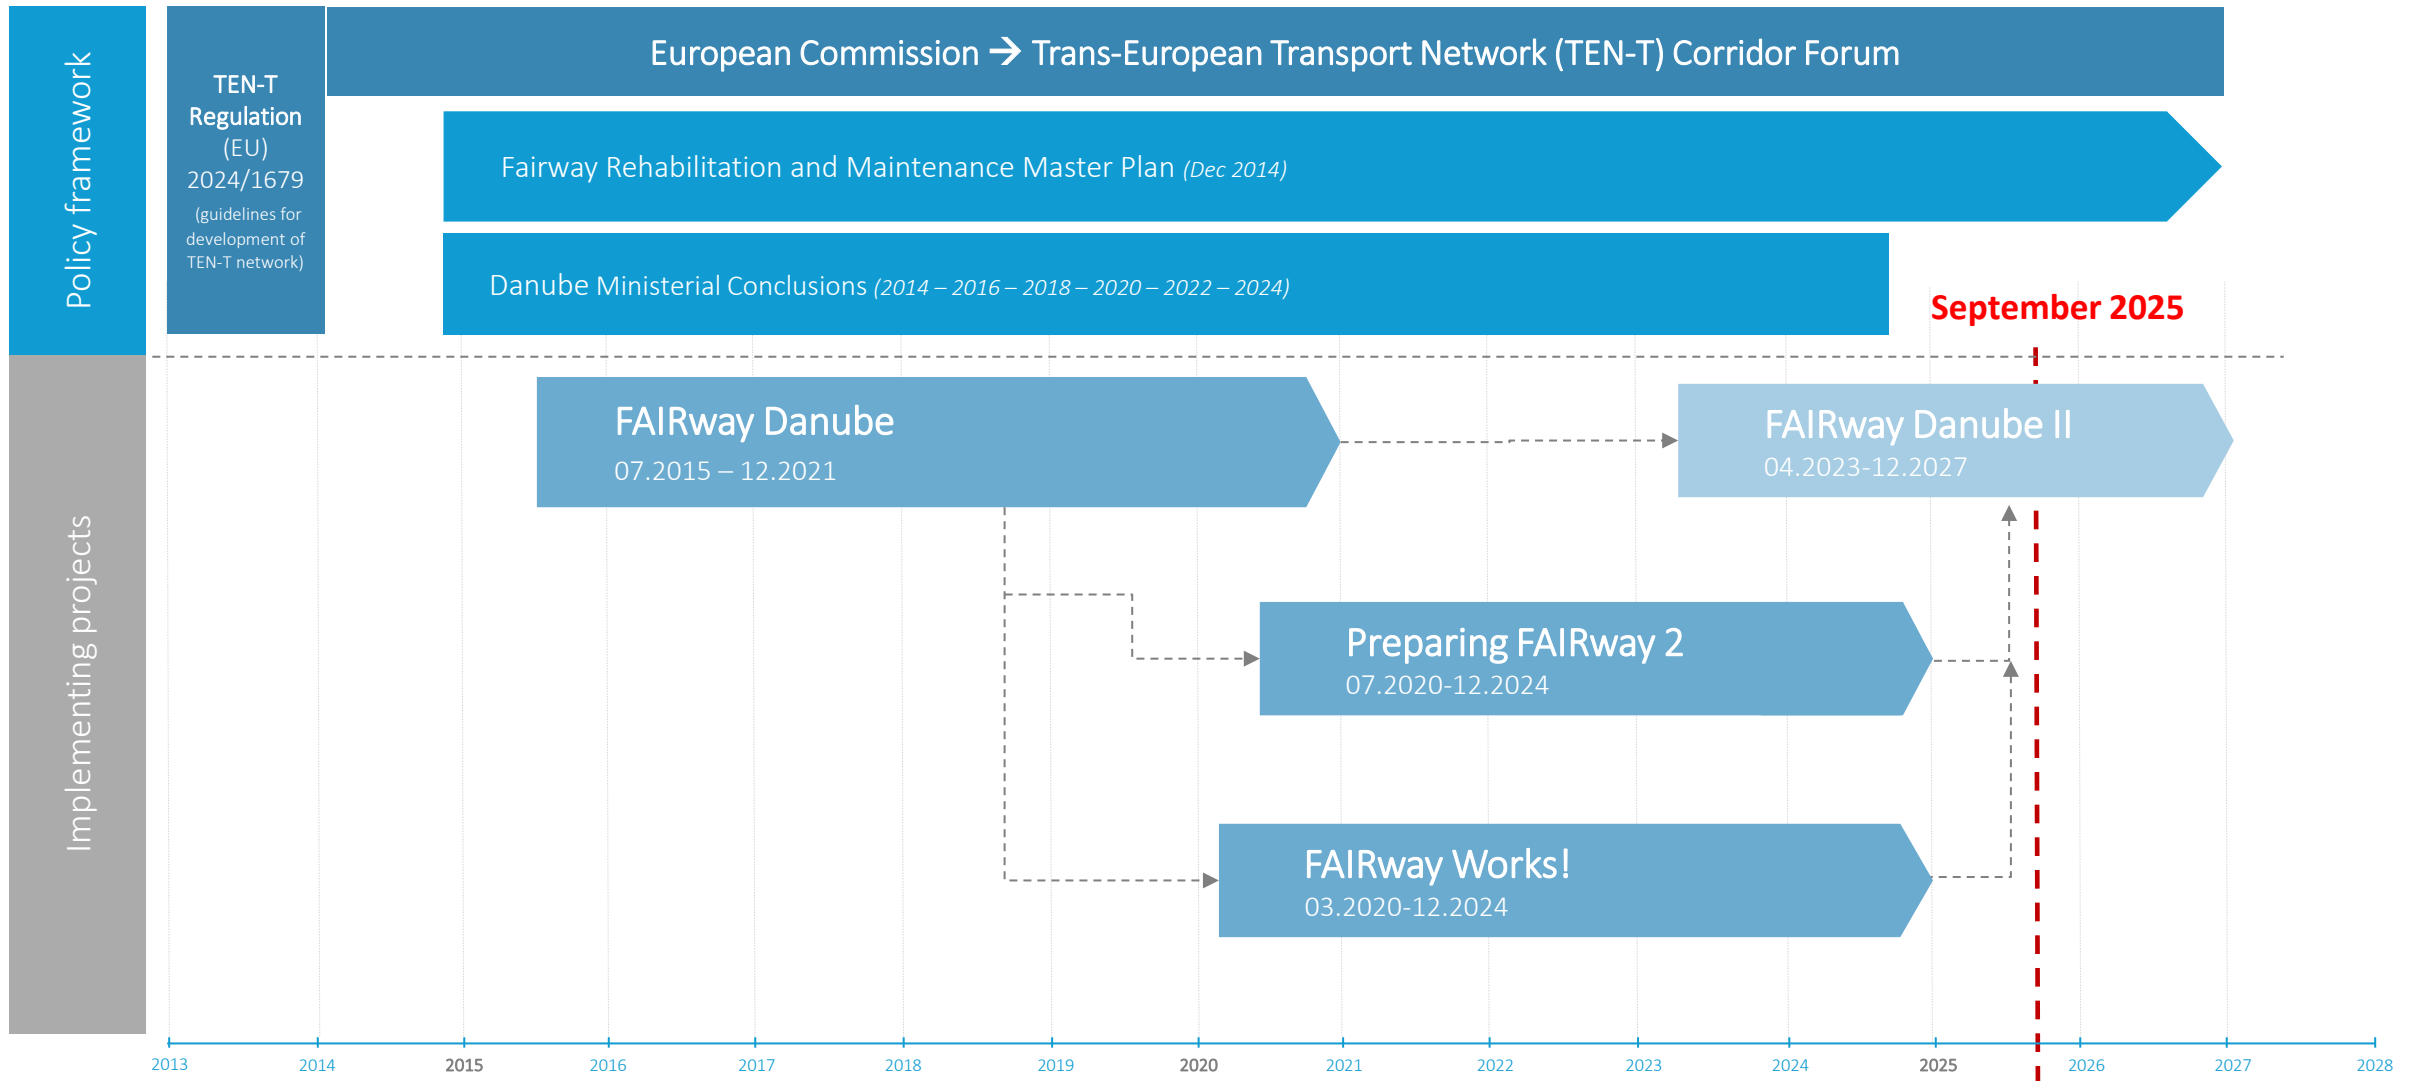 Policy framework
TEN-T
Regulation
(EU)
2024/1679
(guidelines for
development of
TEN-T network)
European Commission → Trans-European Transport Network (TEN-T) Corridor Forum
Fairway Rehabilitation and Maintenance Master Plan (Dec 2014)
Danube Ministerial Conclusions (2014 – 2016 – 2018 – 2020 – 2022 – 2024)
September 2025
Implementing projects
FAIRway Danube
07.2015 – 12.2021
FAIRway Danube II
04.2023-12.2027
Preparing FAIRway 2
07.2020-12.2024
FAIRway Works!
03.2020-12.2024
2013 2014 2015 2016 2017 2018 2019 2020 2021 2022 2023 2024 2025 2026 2027 2028